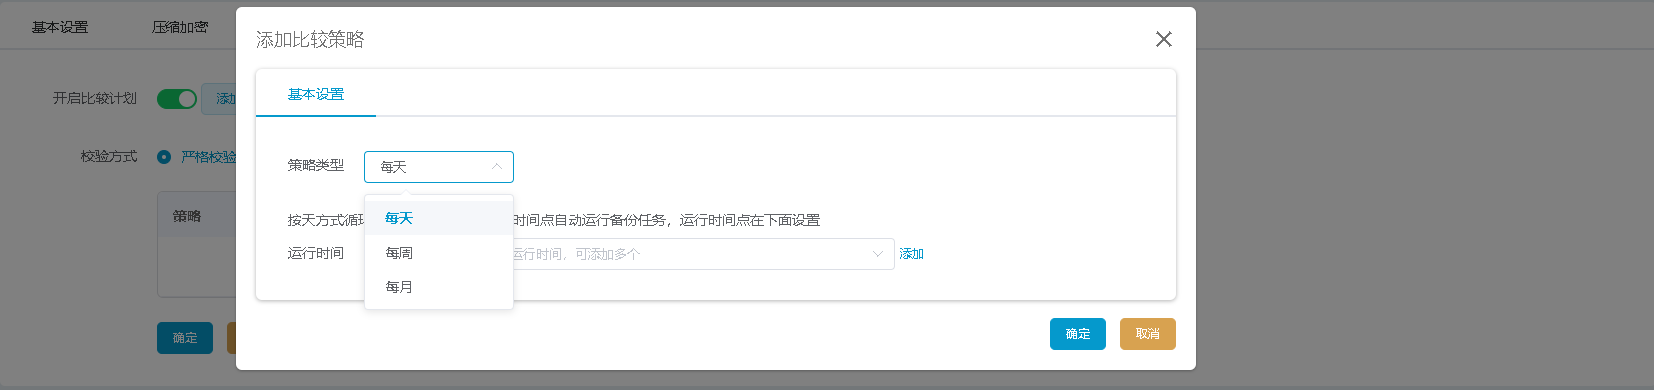 基本设置
压缩加密
添加比较策略
基本设置
开启比较计划
添加
策略类型
每天
校验方式
严格校验
每天
每周
每月
策略
按天方式循
时间点自动运行备份任务，运行时间点在下面设置
运行时间
运行时间，可添加多个
添加
确定
确定
取消